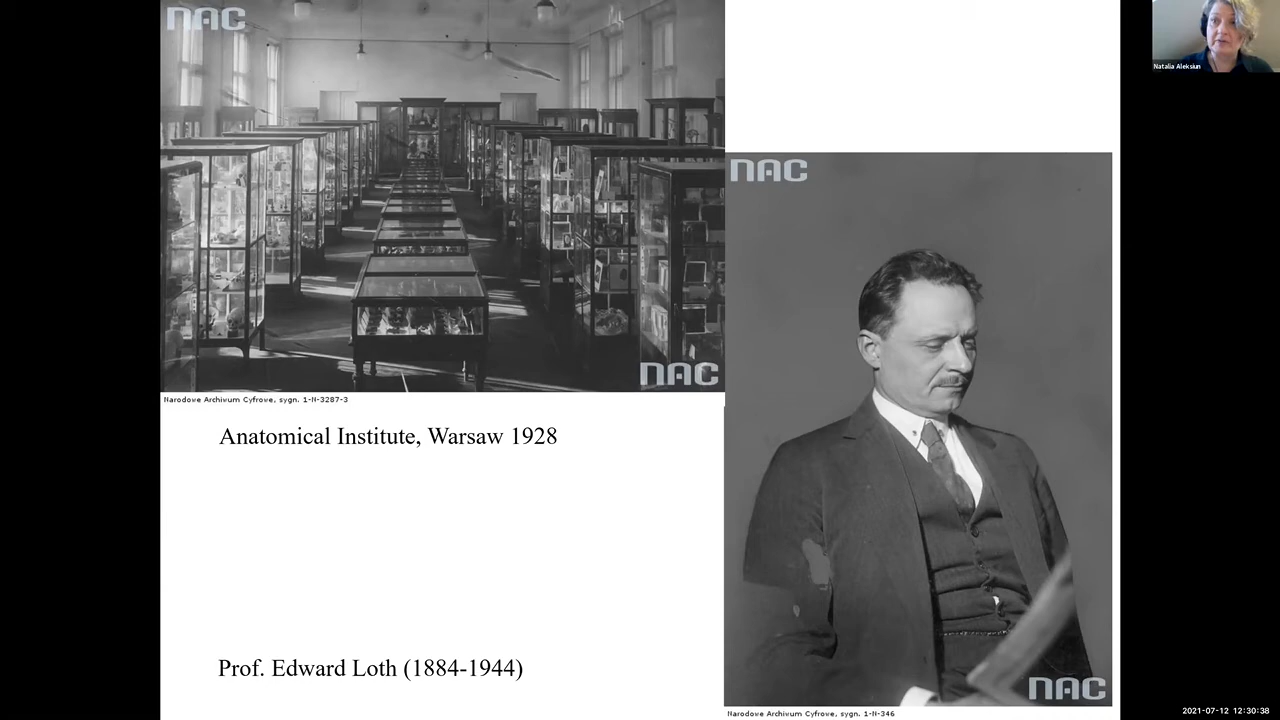 NAC
NAC
Narodowe Archiwum Cyfrowe, sygn. 1-N-3287-3
Anatomical Institute, Warsaw 1928
Prof. Edward Loth (1884-1944)
NAC
NAC
Narodowe Archiwum Cyfrowe, sygn. 1-N-346
Natalia Aleksiun
2021-07-12 12:30:38